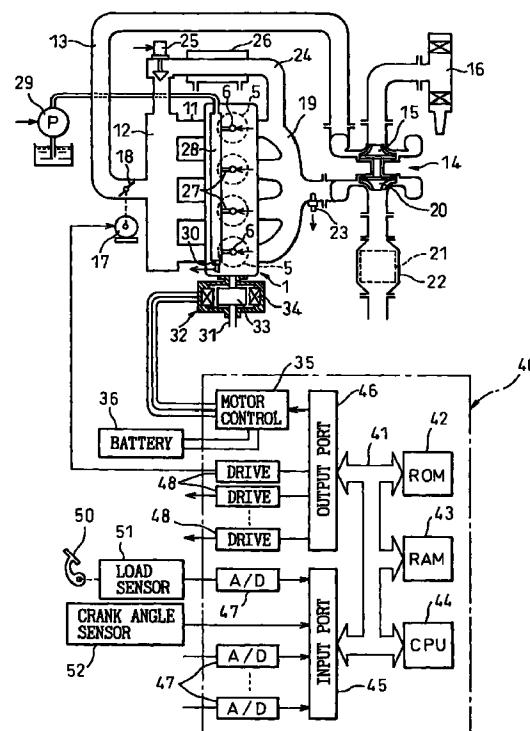 13
25
26
24
29
P
12
11
6
5
19
16
28
15
18
14
27
20
17
6
23
21
30
5
22
1
34
32
33
31
40
35
46
36
MOTOR CONTROL
41
42
BATTERY
OUTPUT PORT
ROM
DRIVE
48
DRIVE
43
50
51
48
DRIVE
RAM
LOAD SENSOR
A/D
47
44
CRANK ANGLE SENSOR
INPUT PORT
CPU
52
47
A/D
A/D
45